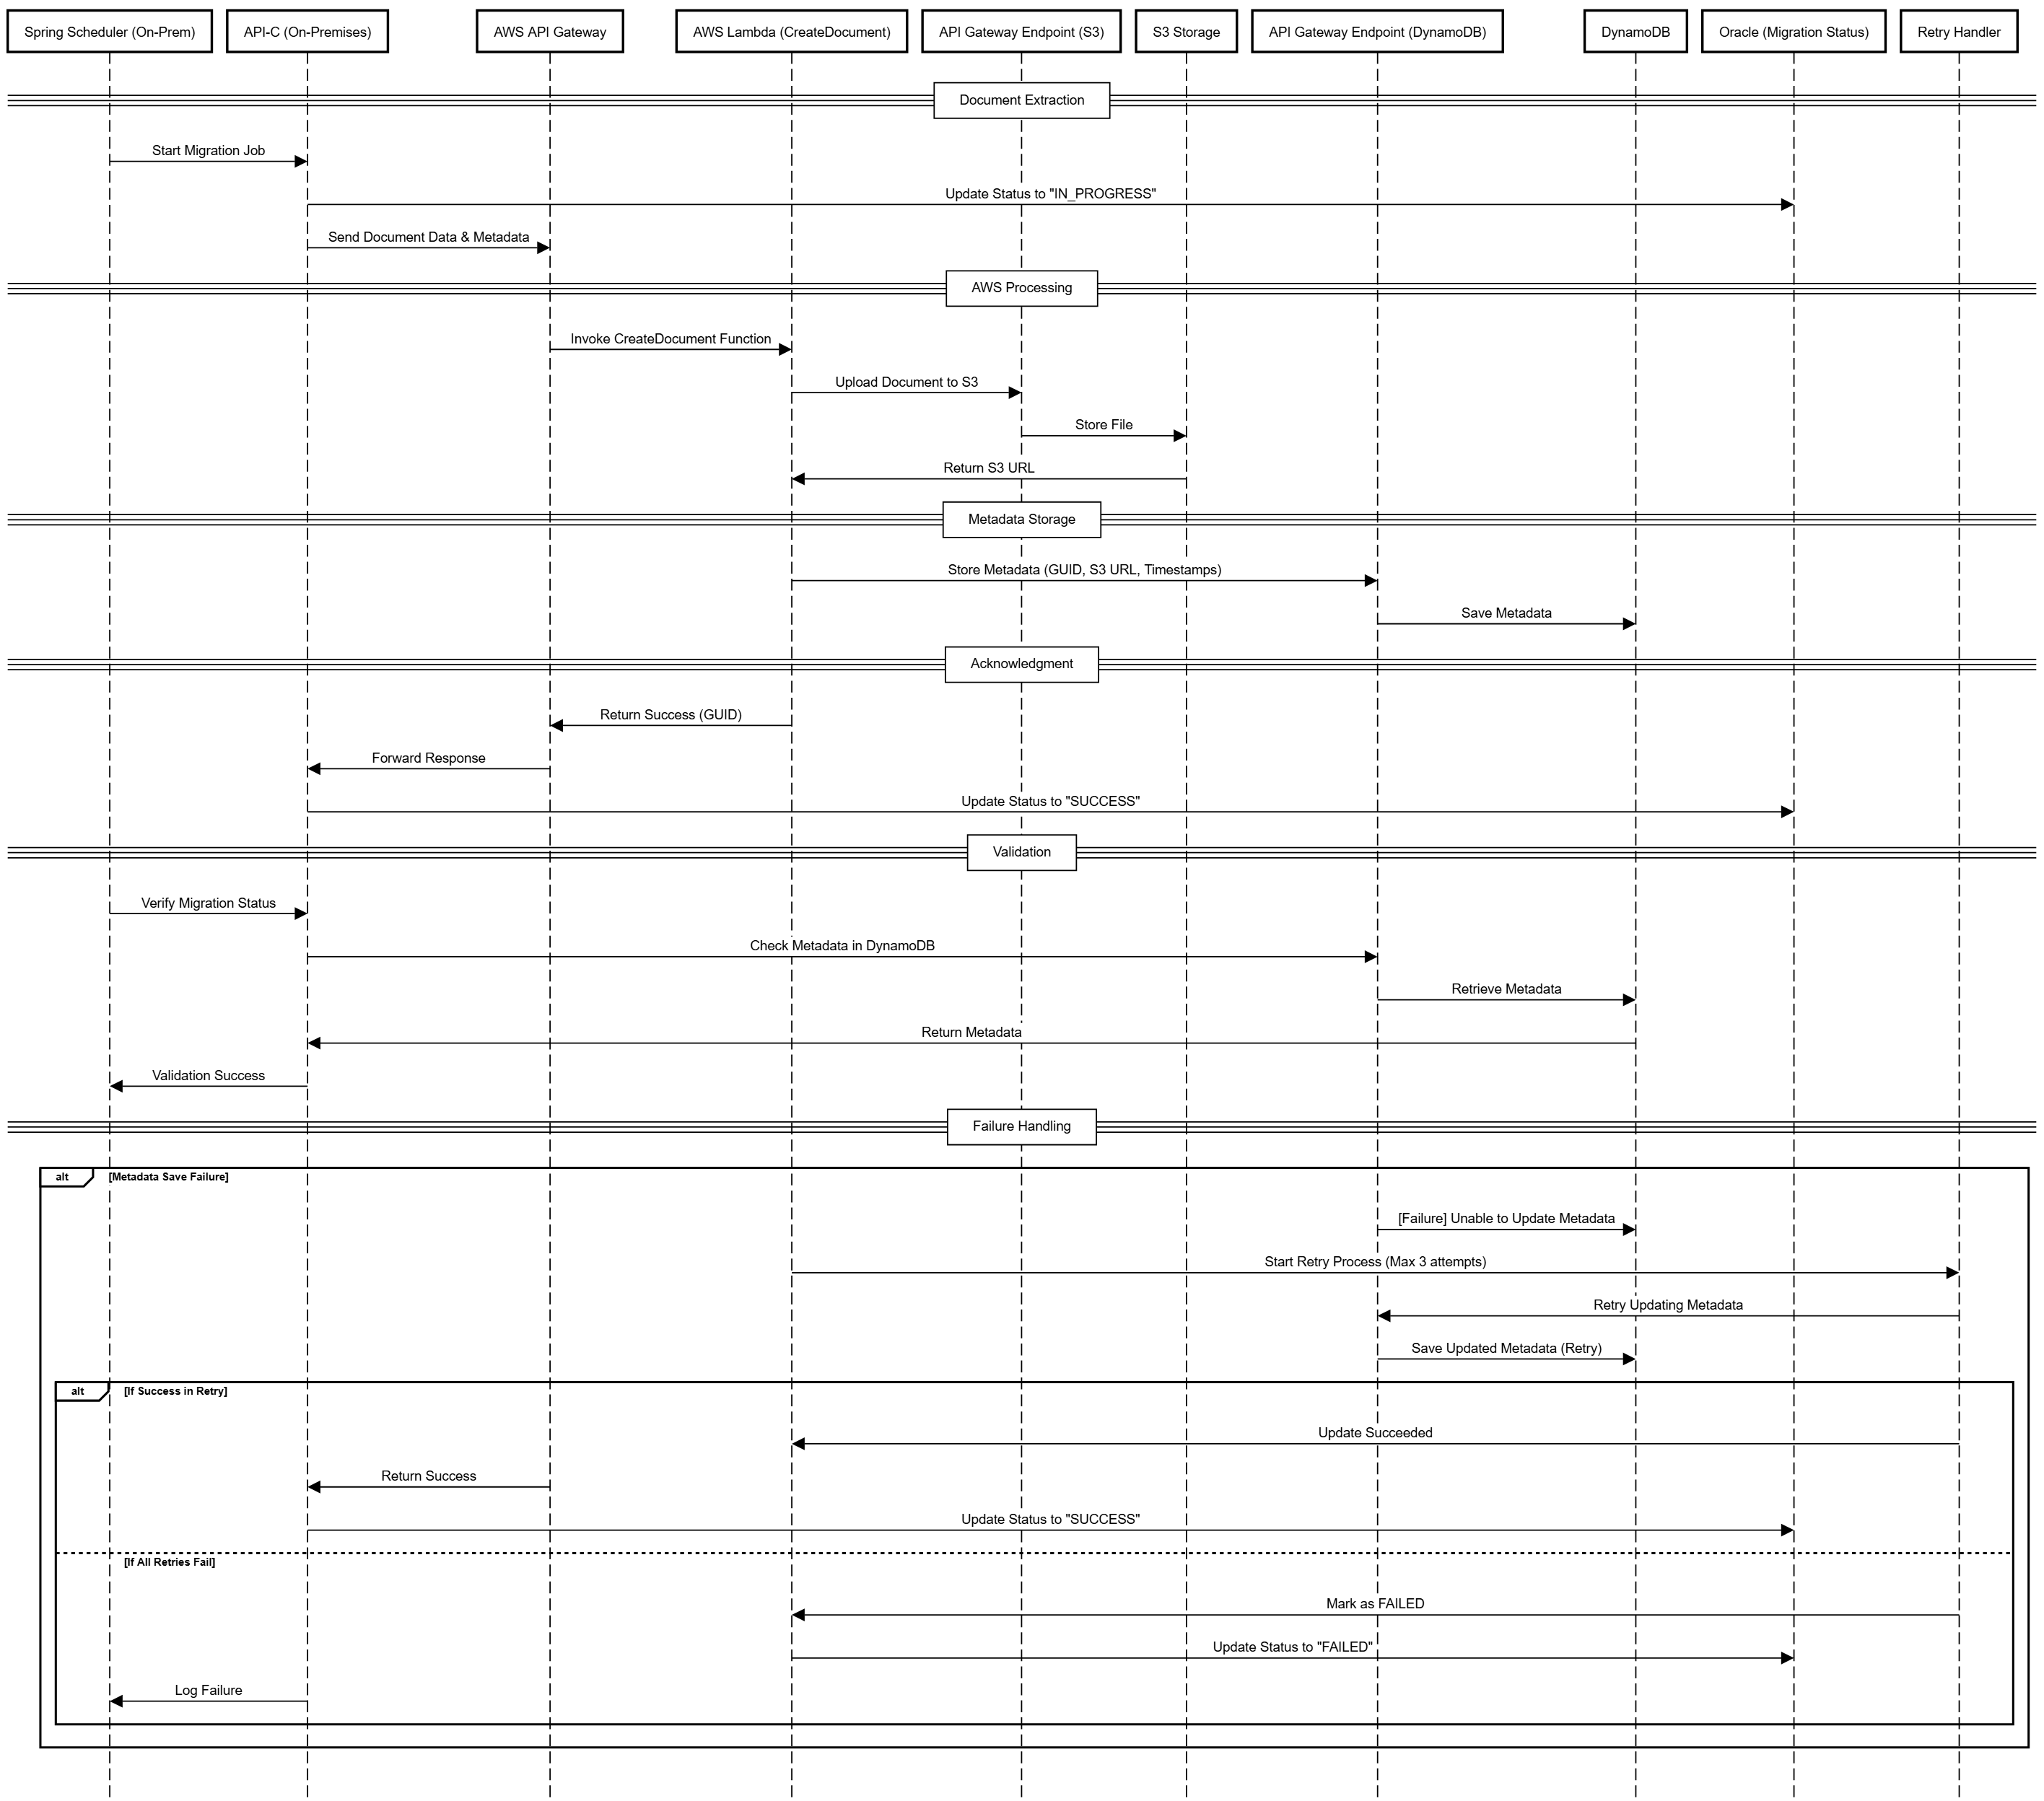 Spring Scheduler (On-Prem)
API-C (On-Premises)
AWS API Gateway
AWS Lambda (CreateDocument)
API Gateway Endpoint (S3)
S3 Storage
API Gateway Endpoint (DynamoDB)
DynamoDB
Oracle (Migration Status)
Retry Handler
Document Extraction
Start Migration Job
Update Status to "IN_PROGRESS"
Send Document Data & Metadata
AWS Processing
Invoke CreateDocument Function
Upload Document to S3
Store File
Return S3 URL
Metadata Storage
Store Metadata (GUID, S3 URL, Timestamps)
Save Metadata
Acknowledgment
Return Success (GUID)
Forward Response
Update Status to "SUCCESS"
Validation
Verify Migration Status
Check Metadata in DynamoDB
Retrieve Metadata
Return Metadata
Validation Success
Failure Handling
alt [Metadata Save Failure]
[Failure] Unable to Update Metadata
Start Retry Process (Max 3 attempts)
Retry Updating Metadata
Save Updated Metadata (Retry)
alt [If Success in Retry]
Update Succeeded
Return Success
Update Status to "SUCCESS"
[If All Retries Fail]
Mark as FAILED
Update Status to "FAILED"
Log Failure